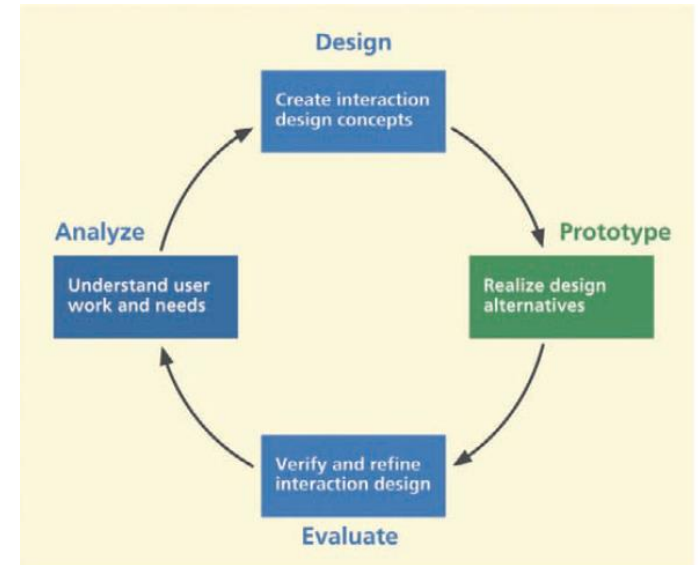 Design
Create interaction
design concepts
Analyze
Prototype
Understand user
work and needs
Realize design
alternatives
Verify and refine
interaction design
Evaluate